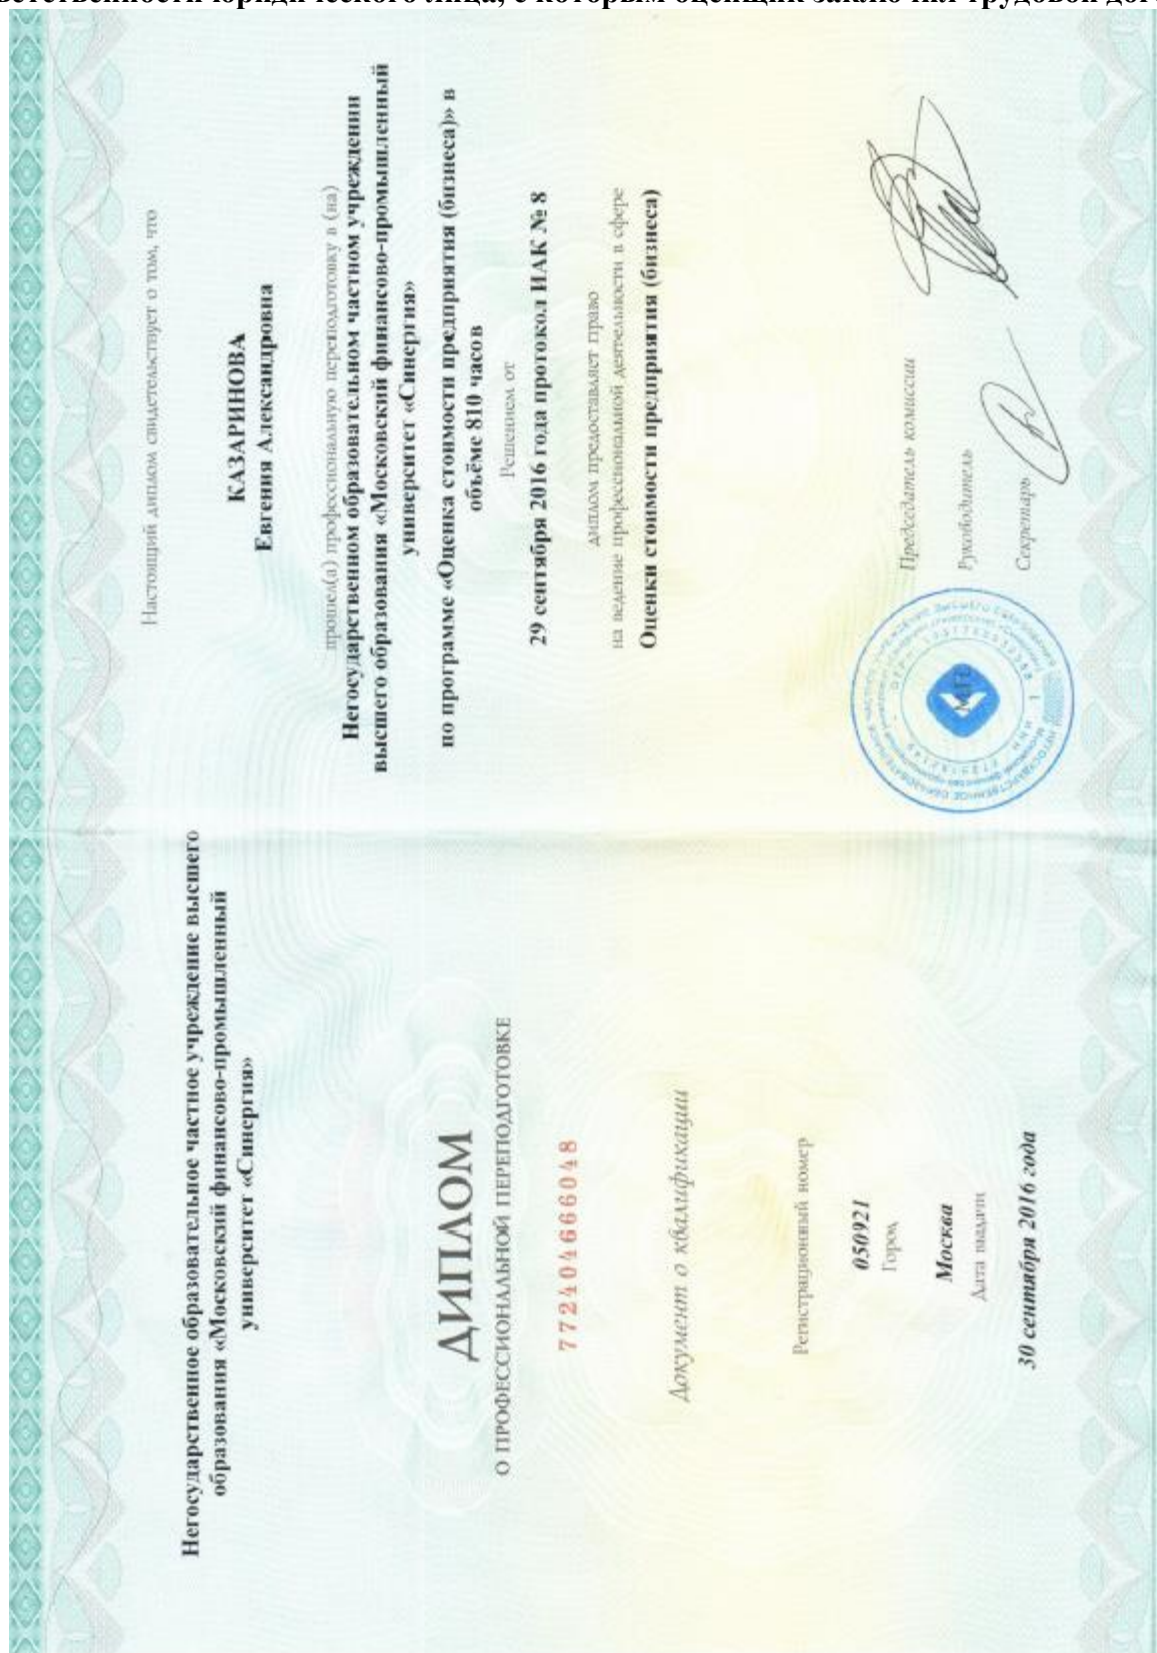 ветственности юридического лица, с которым оценщик заключил трудовой дог
Негосударственное образовательное частное учреждение высшего
образования «Московский финансово-промышленный
университет «Синергия»
ДИПЛОМ
О ПРОФЕССИОНАЛЬНОЙ ПЕРЕПОДГОТОВКЕ
772404666048
Документ о квалификации
Регистрационный номер
050921
Город
Москва
Дата выдачи
30 сентября 2016 года
Настоящий диплом свидетельствует о том, что
КАЗАРИНОВА
Евгения Александровна
прошел(а) профессиональную переподготовку в (на)
Негосударственном образовательном частном учреждении
высшего образования «Московский финансово-промышленный
университет «Синергия»
по программе «Оценка стоимости предприятия (бизнеса)» в
объёме 810 часов
Решением от
29 сентября 2016 года протокол ИАК № 8
диплом предоставляет право
на ведение профессиональной деятельности в сфере
Оценки стоимости предприятия (бизнеса)
Председатель комиссии
Руководитель
Секретарь
М.П.